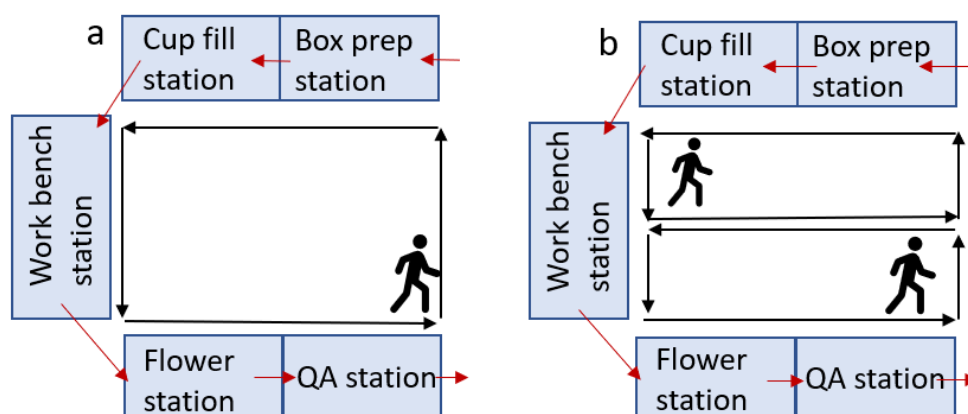 a
Cup fill
station
Box prep
station
Work bench
station
Flower
station
QA station
b
Cup fill
station
Box prep
station
Work bench
station
Flower
station
QA station